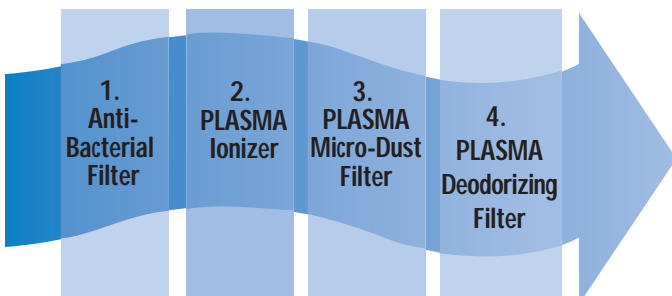 1.
Anti-
Bacterial
Filter
2.
PLASMA
Ionizer
3.
PLASMA
Micro-Dust
Filter
4.
PLASMA
Deodorizing
Filter